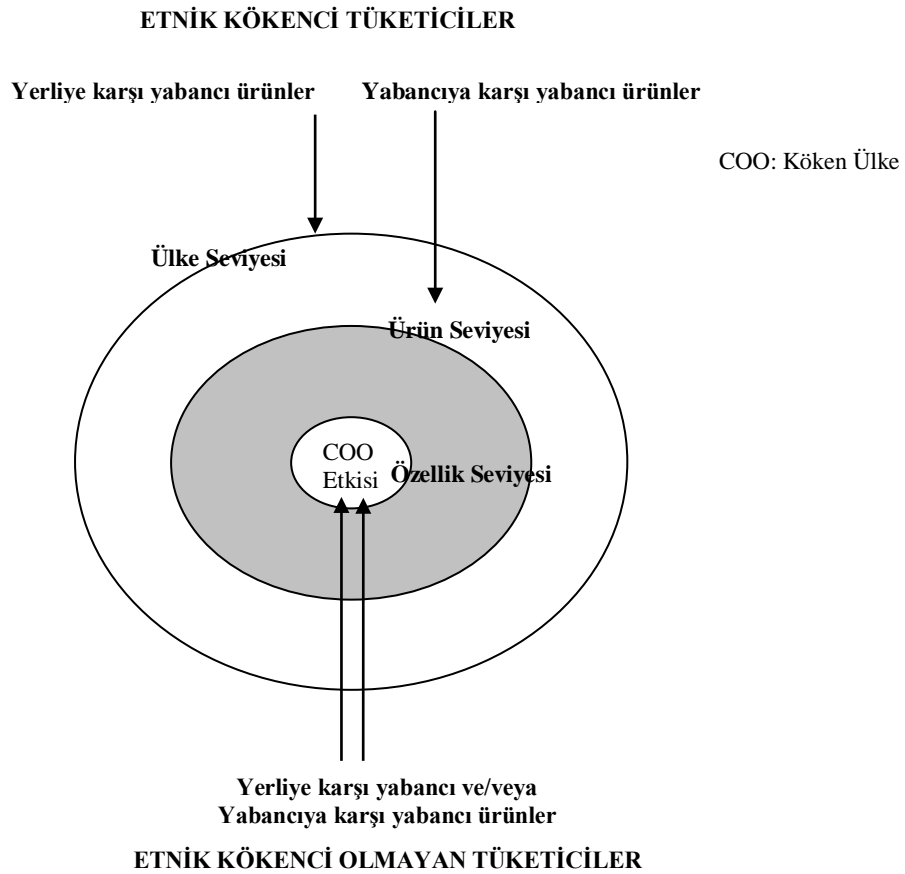 ETNİK KÖKENCİ TÜKETİCİLER
Yerliye karşı yabancı ürünler
Yabancıya karşı yabancı ürünler
COO: Köken Ülke
Ülke Seviyesi
Ürün Seviyesi
COO
Etkisi
Özellik Seviyesi
Yerliye karşı yabancı ve/veya
Yabancıya karşı yabancı ürünler
ETNİK KÖKENCİ OLMAYAN TÜKETİCİLER